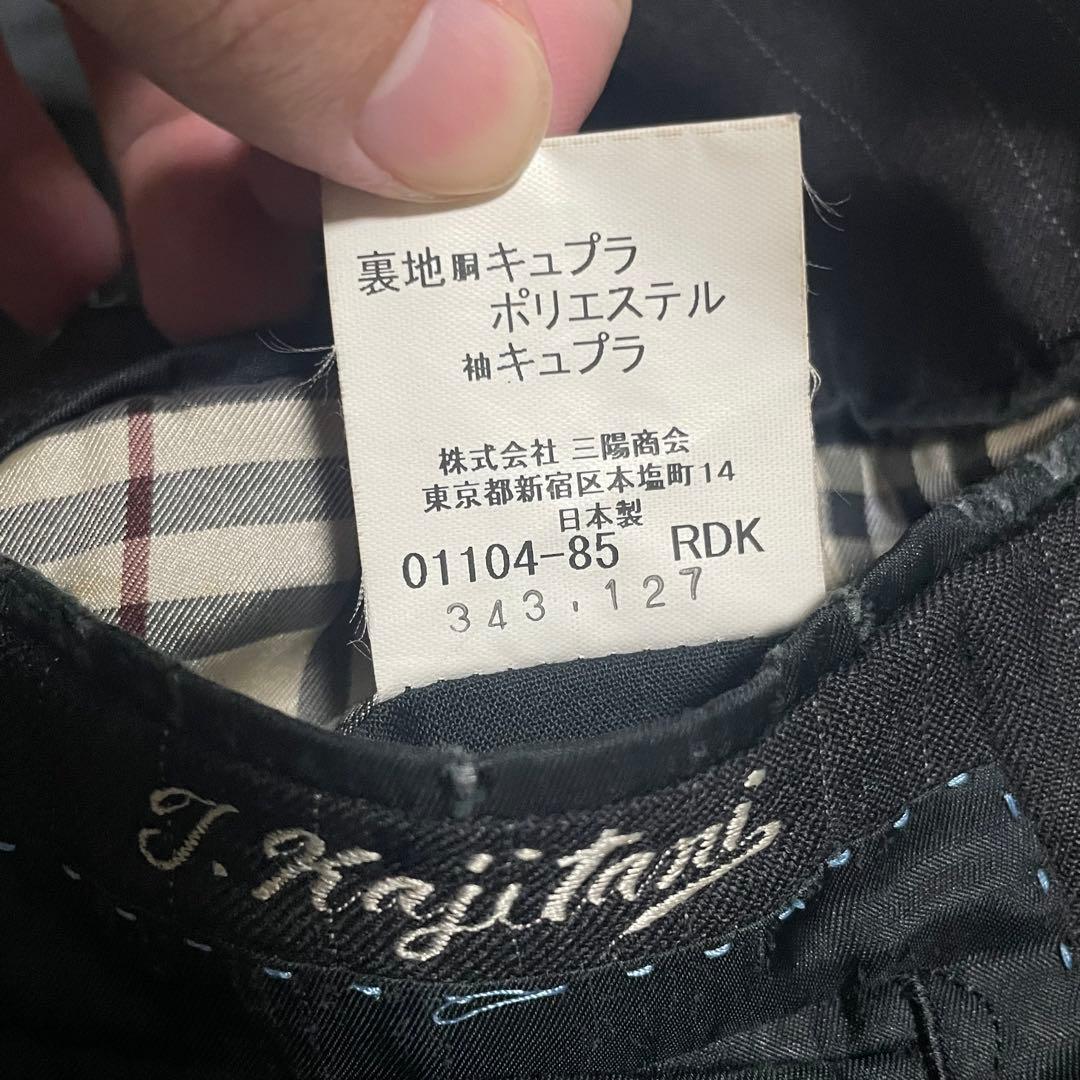 裏地胴キュプラ
ポリエステル
袖キュプラ
株式会社 三陽商会
東京都新宿区本塩町14
日本製
01104-85 RDK
343,127
T. Kajitani